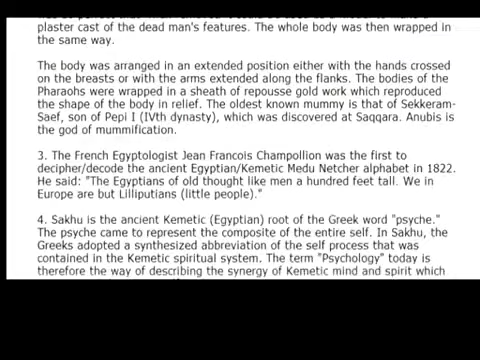 plaster cast of the dead man's features. The whole body was then wrapped in
the same way.
The body was arranged in an extended position either with the hands crossed
on the breasts or with the arms extended along the flanks. The bodies of the
Pharaohs were wrapped in a sheath of repousse gold work which reproduced
the shape of the body in relief. The oldest known mummy is that of Sekkeram-
Saef, son of Pepi I (IVth dynasty), which was discovered at Saqqara. Anubis is
the god of mummification.
3. The French Egyptologist Jean Francois Champollion was the first to
decipher/decode the ancient Egyptian/Kemetic Medu Netcher alphabet in 1822.
He said: "The Egyptians of old thought like men a hundred feet tall. We in
Europe are but Lilliputians (little people)."
4. Sakhu is the ancient Kemetic (Egyptian) root of the Greek word "psyche."
The psyche came to represent the composite of the entire self. In Sakhu, the
Greeks adopted a synthesized abbreviation of the self process that was
contained in the Kemetic spiritual system. The term "Psychology" today is
therefore the way of describing the synergy of Kemetic mind and spirit which